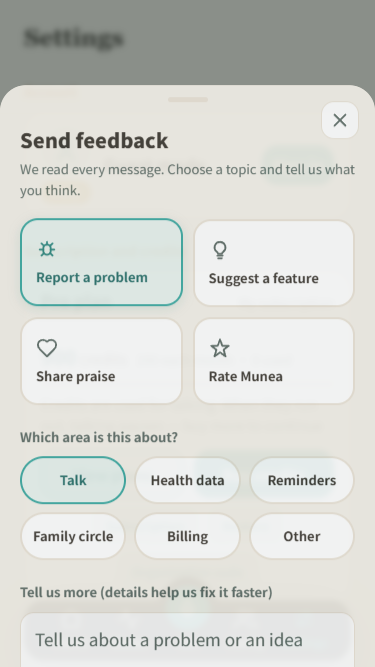 Settings
Send feedback
We read every message. Choose a topic and tell us what
you think.
Report a problem
Suggest a feature
Share praise
Rate Munea
Which area is this about?
Talk
Health data
Reminders
Family circle
Billing
Other
Tell us more (details help us fix it faster)
Tell us about a problem or an idea